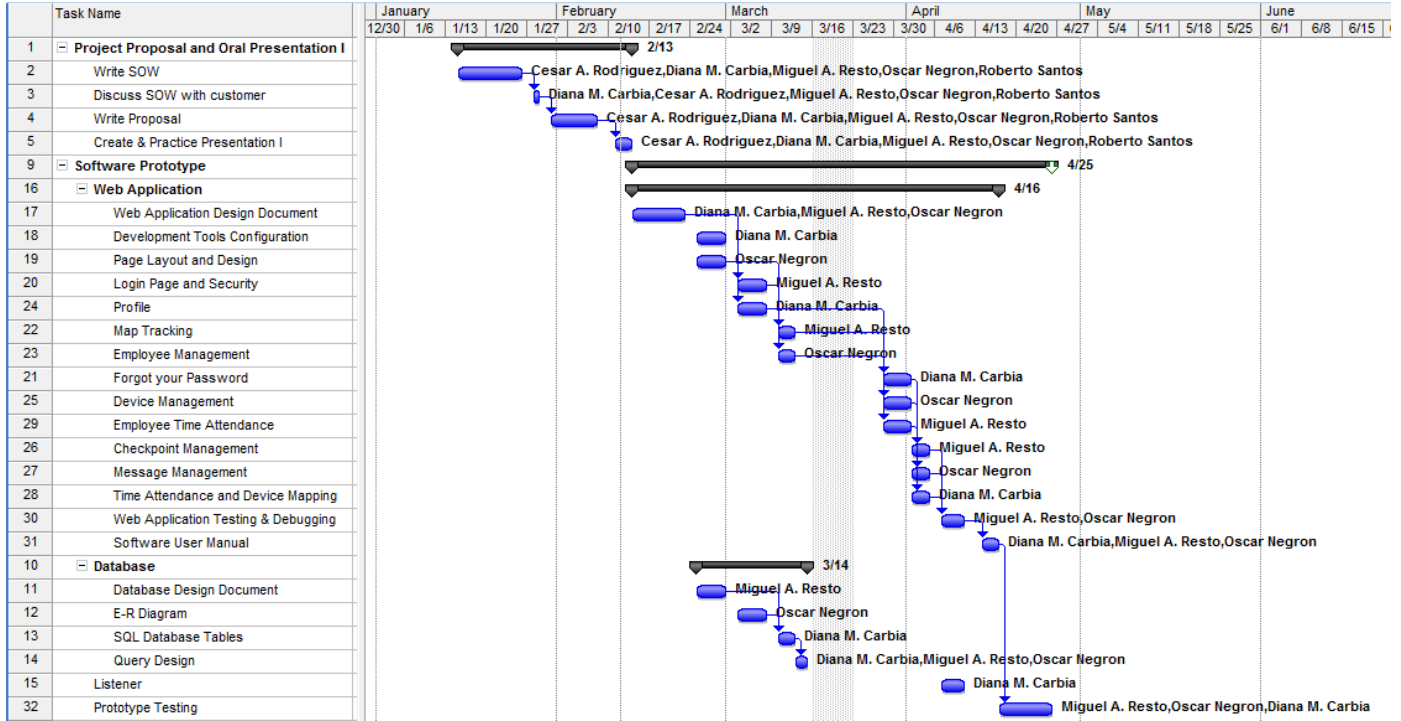 Task Name
January February March April May June
12/30 1/6 1/13 1/20 1/27 2/3 2/10 2/17 2/24 3/2 3/9 3/16 3/23 3/30 4/6 4/13 4/20 4/27 5/4 5/11 5/18 5/25 6/1 6/8 6/15
1 Project Proposal and Oral Presentation I 2/13
2 Write SOW Cesar A. Rodriguez,Diana M. Carbia,Miguel A. Resto,Oscar Negron,Roberto Santos
3 Discuss SOW with customer Diana M. Carbia,Cesar A. Rodriguez,Miguel A. Resto,Oscar Negron,Roberto Santos
4 Write Proposal Cesar A. Rodriguez,Diana M. Carbia,Miguel A. Resto,Oscar Negron,Roberto Santos
5 Create & Practice Presentation I Cesar A. Rodriguez,Diana M. Carbia,Miguel A. Resto,Oscar Negron,Roberto Santos
9 Software Prototype 4/25
16 Web Application 4/16
17 Web Application Design Document Diana M. Carbia,Miguel A. Resto,Oscar Negron
18 Development Tools Configuration Diana M. Carbia
19 Page Layout and Design Oscar Negron
20 Login Page and Security Miguel A. Resto
24 Profile Diana M. Carbia
22 Map Tracking Miguel A. Resto
23 Employee Management Oscar Negron
21 Forgot your Password Diana M. Carbia
25 Device Management Oscar Negron
29 Employee Time Attendance Miguel A. Resto
26 Checkpoint Management Miguel A. Resto
27 Message Management Oscar Negron
28 Time Attendance and Device Mapping Diana M. Carbia
30 Web Application Testing & Debugging Miguel A. Resto,Oscar Negron
31 Software User Manual Diana M. Carbia,Miguel A. Resto,Oscar Negron
10 Database 3/14
11 Database Design Document Miguel A. Resto
12 E-R Diagram Oscar Negron
13 SQL Database Tables Diana M. Carbia
14 Query Design Diana M. Carbia,Miguel A. Resto,Oscar Negron
15 Listener Diana M. Carbia
32 Prototype Testing Miguel A. Resto,Oscar Negron,Diana M. Carbia